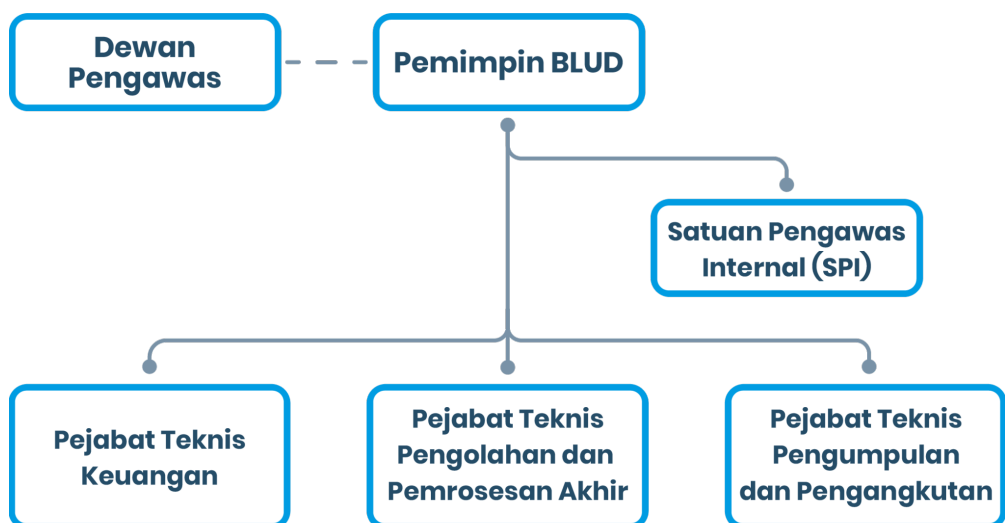 Dewan
Pengawas
Pemimpin BLUD
Satuan Pengawas
Internal (SPI)
Pejabat Teknis
Keuangan
Pejabat Teknis
Pengolahan dan
Pemrosesan Akhir
Pejabat Teknis
Pengumpulan
dan Pengangkutan